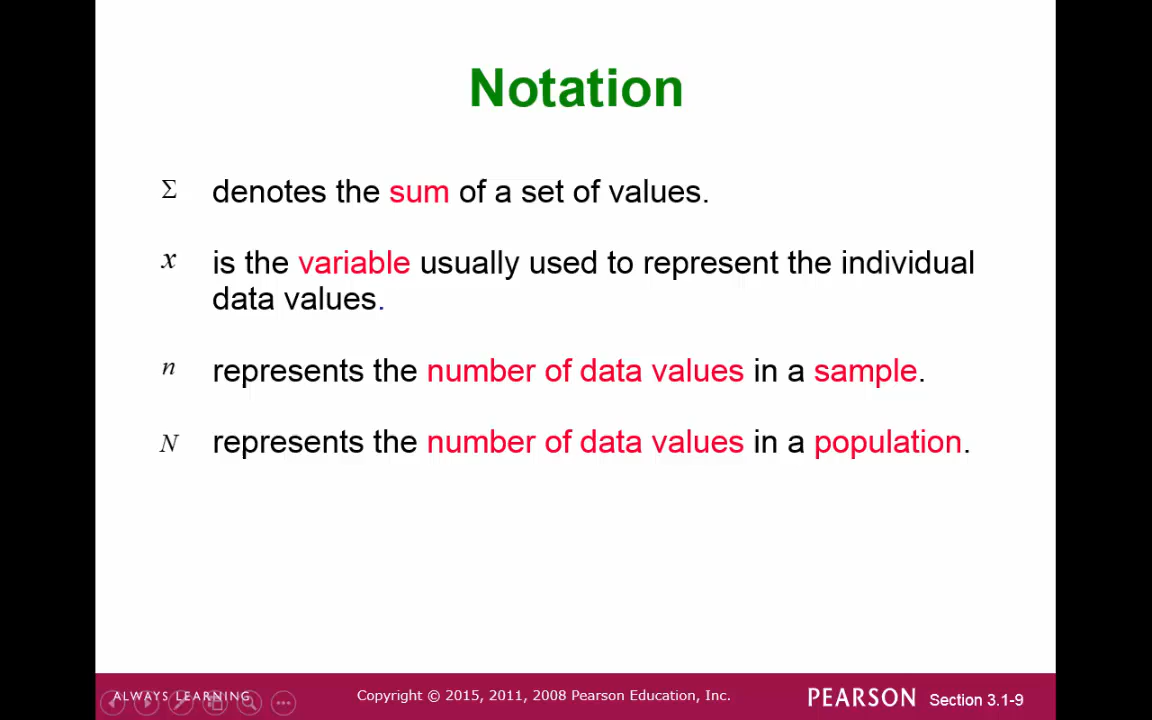 Notation
Σ denotes the sum of a set of values.
x is the variable usually used to represent the individual
data values.
n represents the number of data values in a sample.
N represents the number of data values in a population.
ALWAYS LEARNING Copyright © 2015, 2011, 2008 Pearson Education, Inc. PEARSON Section 3.1-9